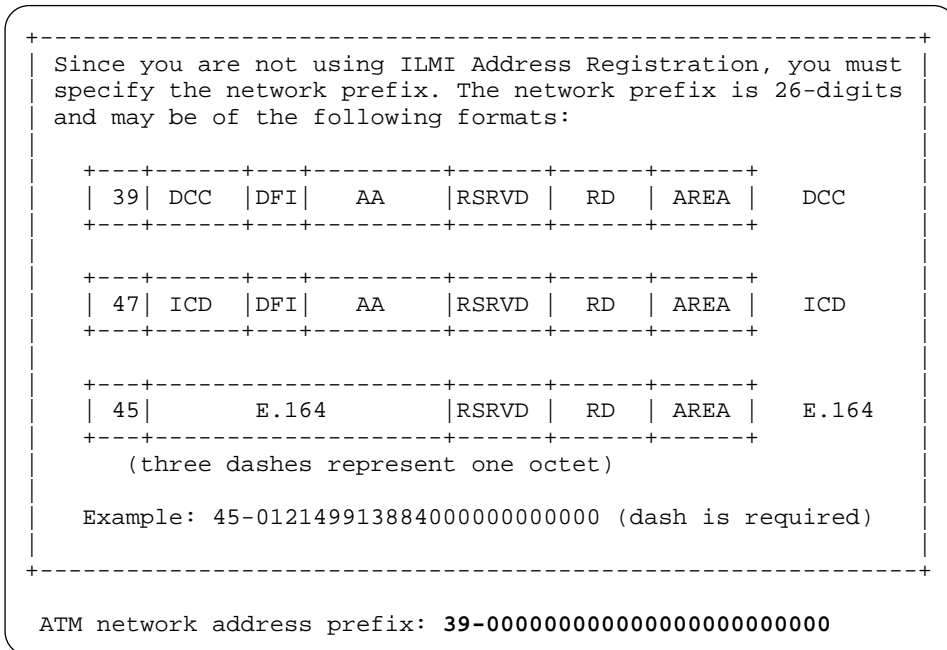 +-------------------------------------------------------------+
| Since you are not using ILMI Address Registration, you must |
| specify the network prefix. The network prefix is 26-digits |
| and may be of the following formats:                        |
|                                                             |
|   +---+------+---+---------+------+------+------+           |
|   | 39| DCC  |DFI|   AA    |RSRVD |  RD  | AREA |   DCC     |
|   +---+------+---+---------+------+------+------+           |
|                                                             |
|   +---+------+---+---------+------+------+------+           |
|   | 47| ICD  |DFI|   AA    |RSRVD |  RD  | AREA |   ICD     |
|   +---+------+---+---------+------+------+------+           |
|                                                             |
|   +---+--------------------+------+------+------+           |
|   | 45|       E.164        |RSRVD |  RD  | AREA |   E.164   |
|   +---+--------------------+------+------+------+           |
|      (three dashes represent one octet)                     |
|                                                             |
|   Example: 45-012149913884000000000000 (dash is required)   |
|                                                             |
+-------------------------------------------------------------+
ATM network address prefix: 39-000000000000000000000000